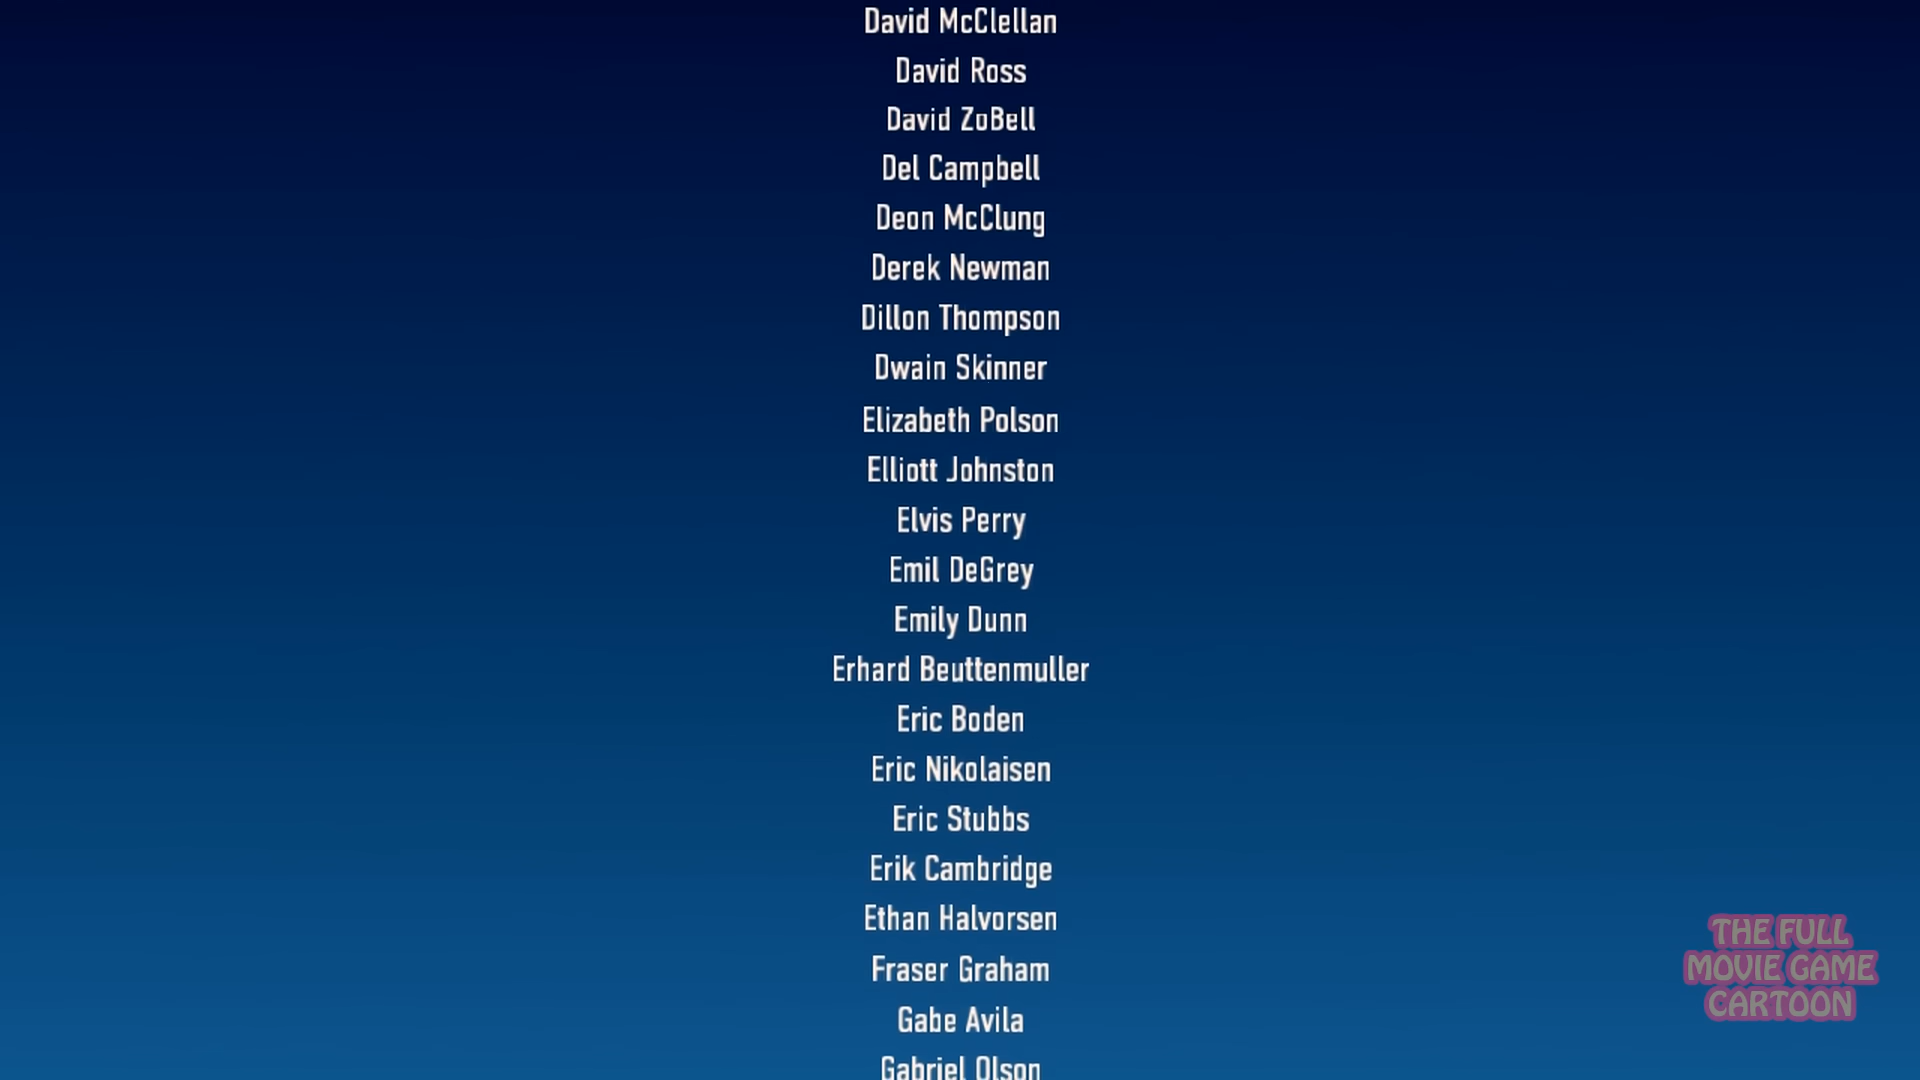 David McClellan
David Ross
David ZoBell
Del Campbell
Deon McClung
Derek Newman
Dillon Thompson
Dwain Skinner
Elizabeth Polson
Elliott Johnston
Elvis Perry
Emil DeGrey
Emily Dunn
Erhard Beuttenmuller
Eric Boden
Eric Nikolaisen
Eric Stubbs
Erik Cambridge
Ethan Halvorsen
Fraser Graham
Gabe Avila
Gabriel Olson
THE FULL
MOVIE GAME
CARTOON